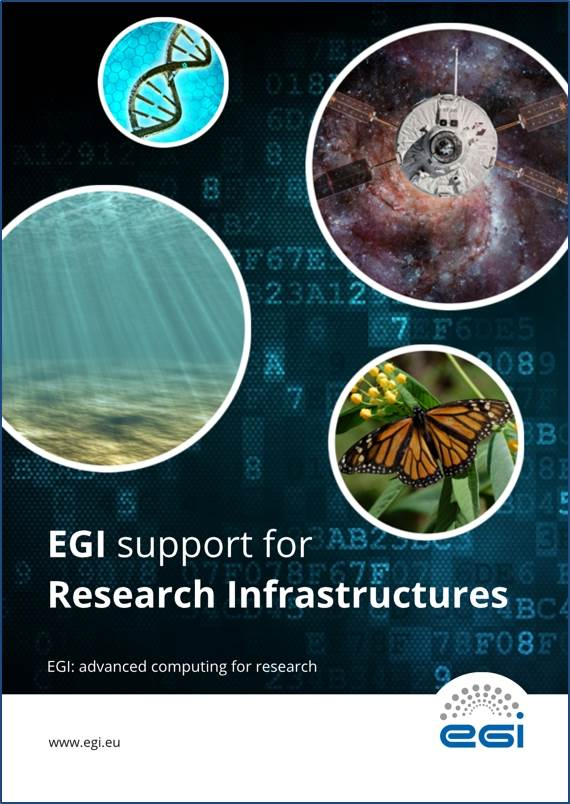 EGI support for
Research Infrastructures
EGI: advanced computing for research
www.egi.eu
egi